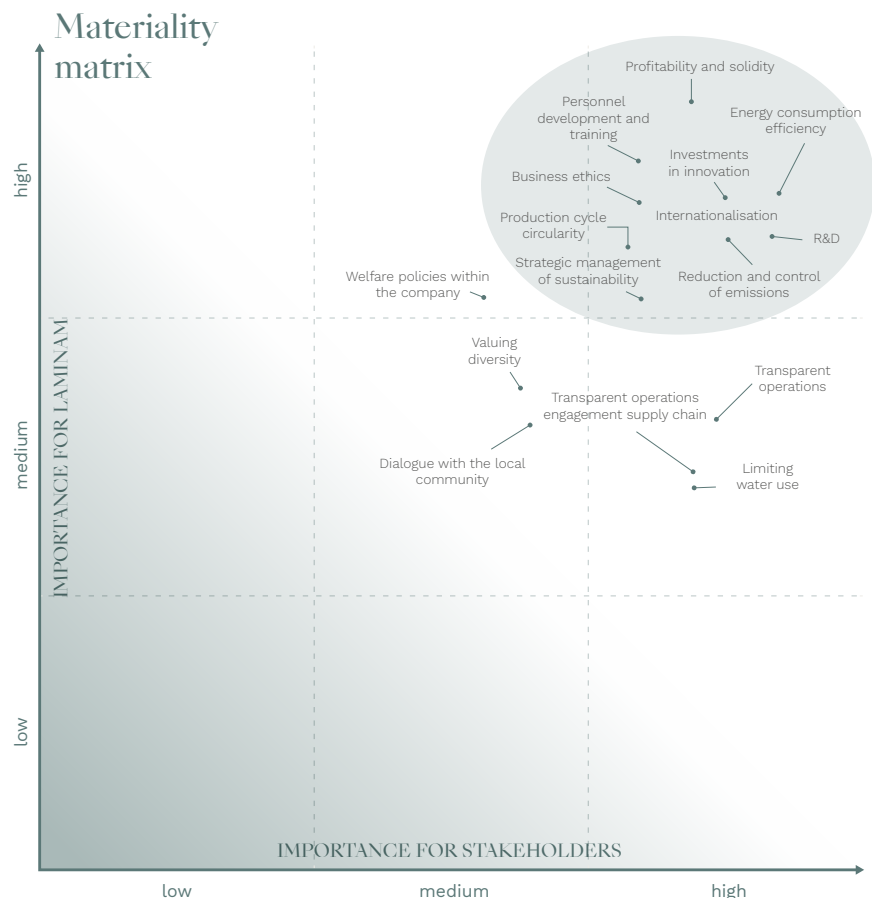 Materiality
matrix
Profitability and solidity
Personnel
development and
training
Energy consumption
efficiency
Investments
in innovation
Business ethics
Internationalisation
Production cycle
circularity
R&D
Strategic management
of sustainability
Reduction and control
of emissions
Welfare policies within
the company
Valuing
diversity
Transparent
operations
Transparent operations
engagement supply chain
Dialogue with the local
community
Limiting
water use
high
medium
low
IMPORTANCE FOR LAMINAM
IMPORTANCE FOR STAKEHOLDERS
low
medium
high